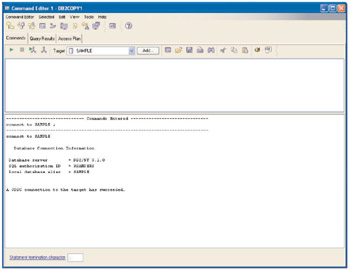 Command Editor 1 - DB2COPY1
Command Editor Selected Edit View Tools Help
Commands Query Results Access Plan
Target SAMPLE Add...
------------------------------ Commands Entered ------------------------------
connect to SAMPLE ;
------------------------------------------------------------------------------
connect to SAMPLE
Database Connection Information
Database server = DB2/NT 9.1.0
SQL authorization ID =
Local database alias = SAMPLE
A JDBC connection to the target has succeeded.
Statement termination character